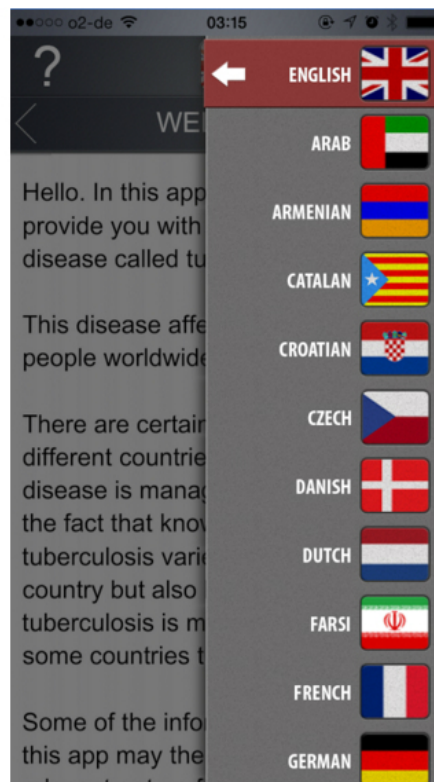 o2-de 03:15
?
WE
ENGLISH
ARAB
ARMENIAN
CATALAN
CROATIAN
CZECH
DANISH
DUTCH
FARSI
FRENCH
GERMAN
Hello. In this app
provide you with
disease called tu
This disease affe
people worldwide
There are certain
different countrie
disease is manag
the fact that know
tuberculosis varie
country but also
tuberculosis is m
some countries t
Some of the infor
this app may the